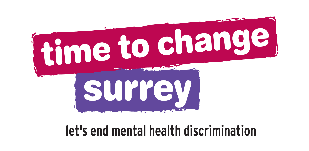 time to change
surrey
let's end mental health discrimination